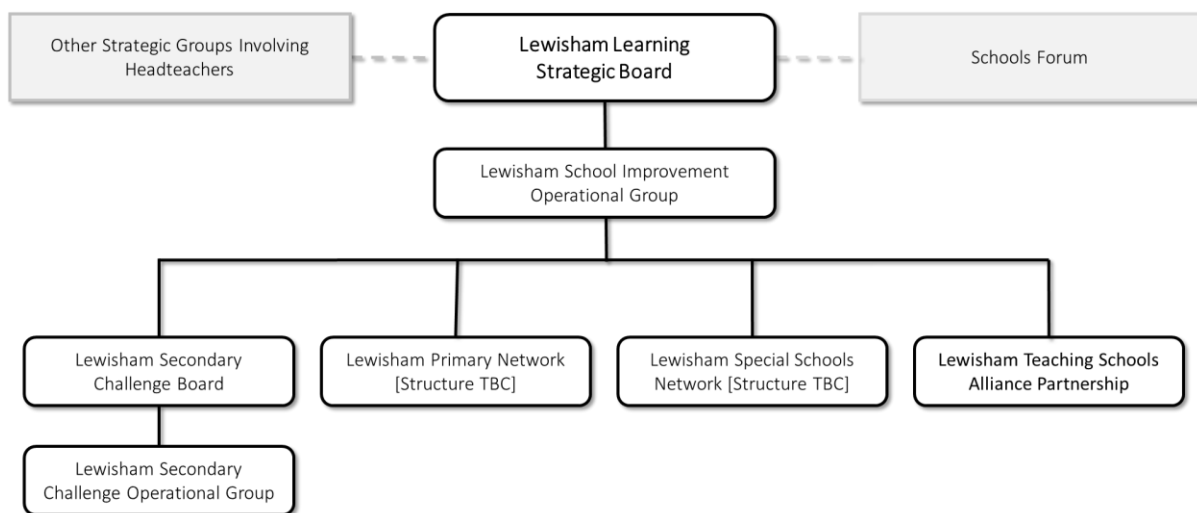 Other Strategic Groups Involving
Headteachers
Lewisham Learning
Strategic Board
Schools Forum
Lewisham School Improvement
Operational Group
Lewisham Secondary
Challenge Board
Lewisham Primary Network
[Structure TBC]
Lewisham Special Schools
Network [Structure TBC]
Lewisham Teaching Schools
Alliance Partnership
Lewisham Secondary
Challenge Operational Group